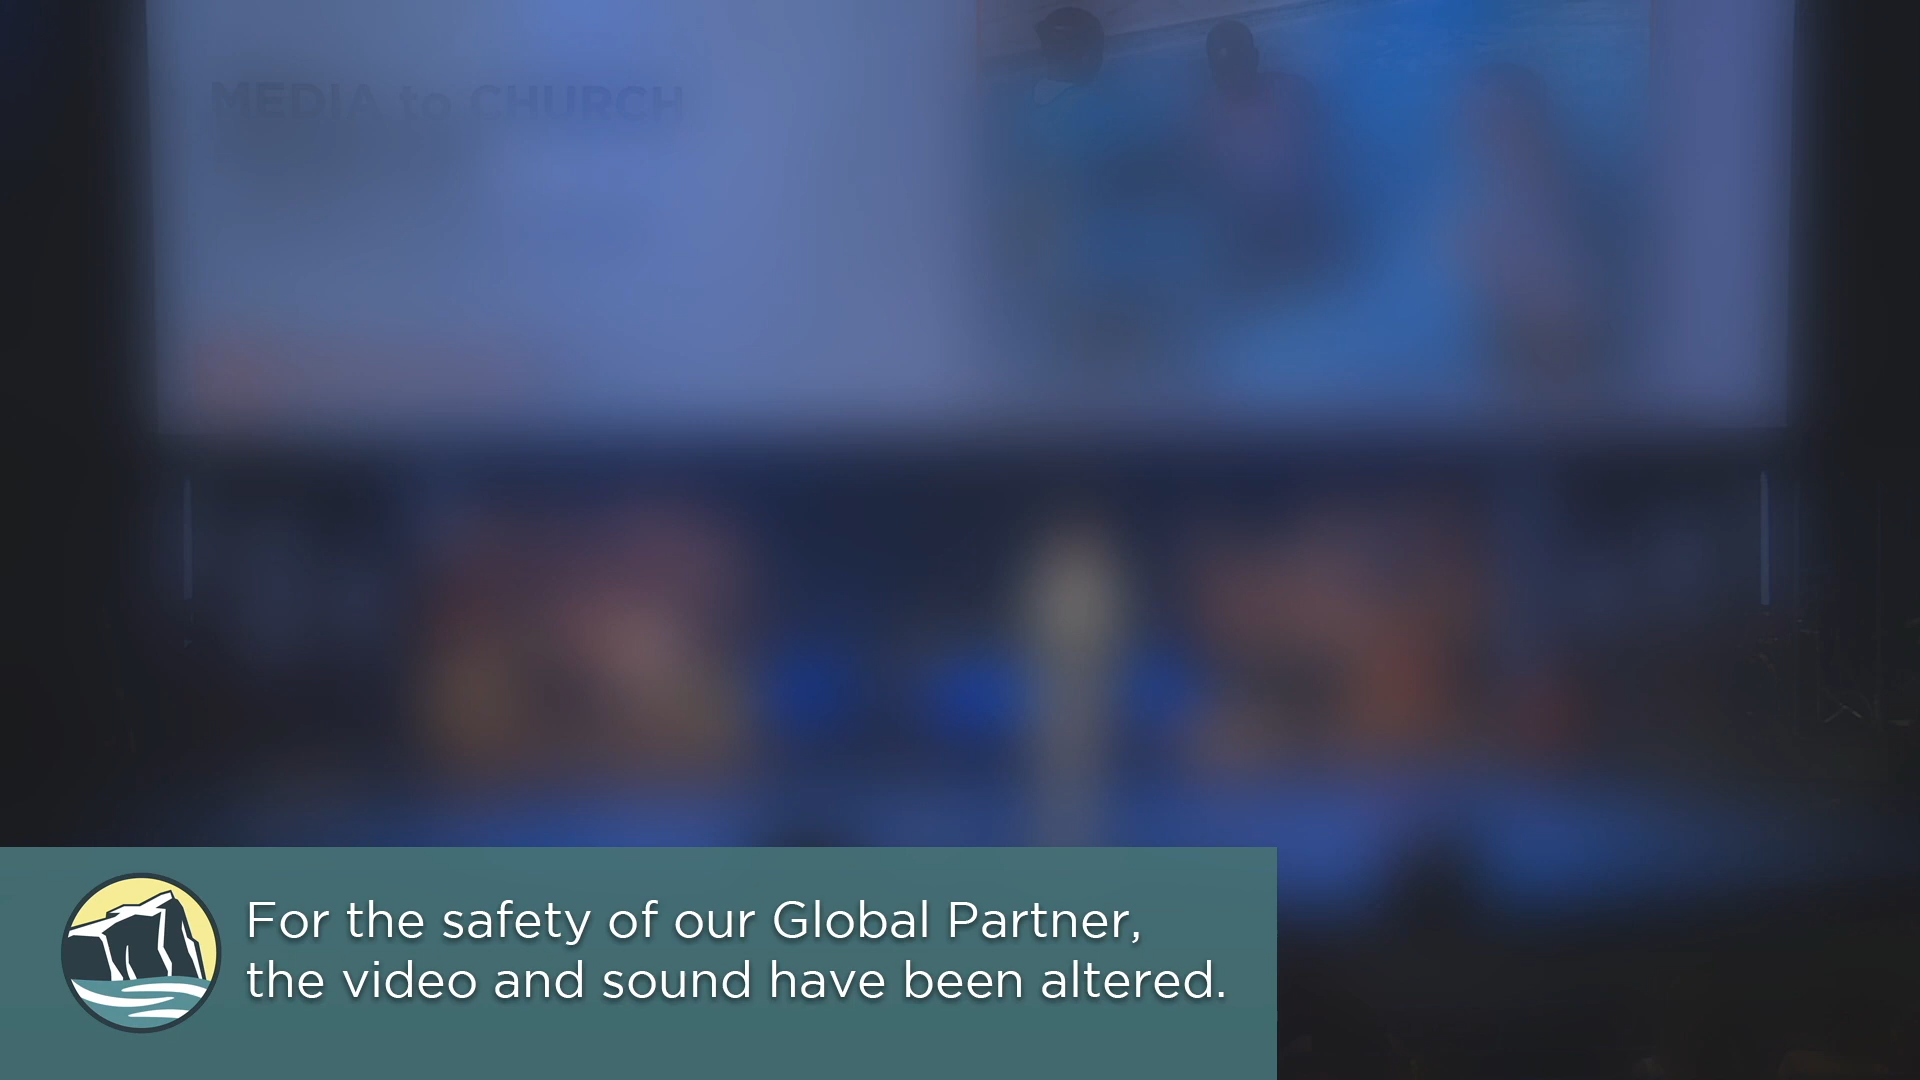 MEDIA to CHURCH
For the safety of our Global Partner,
the video and sound have been altered.